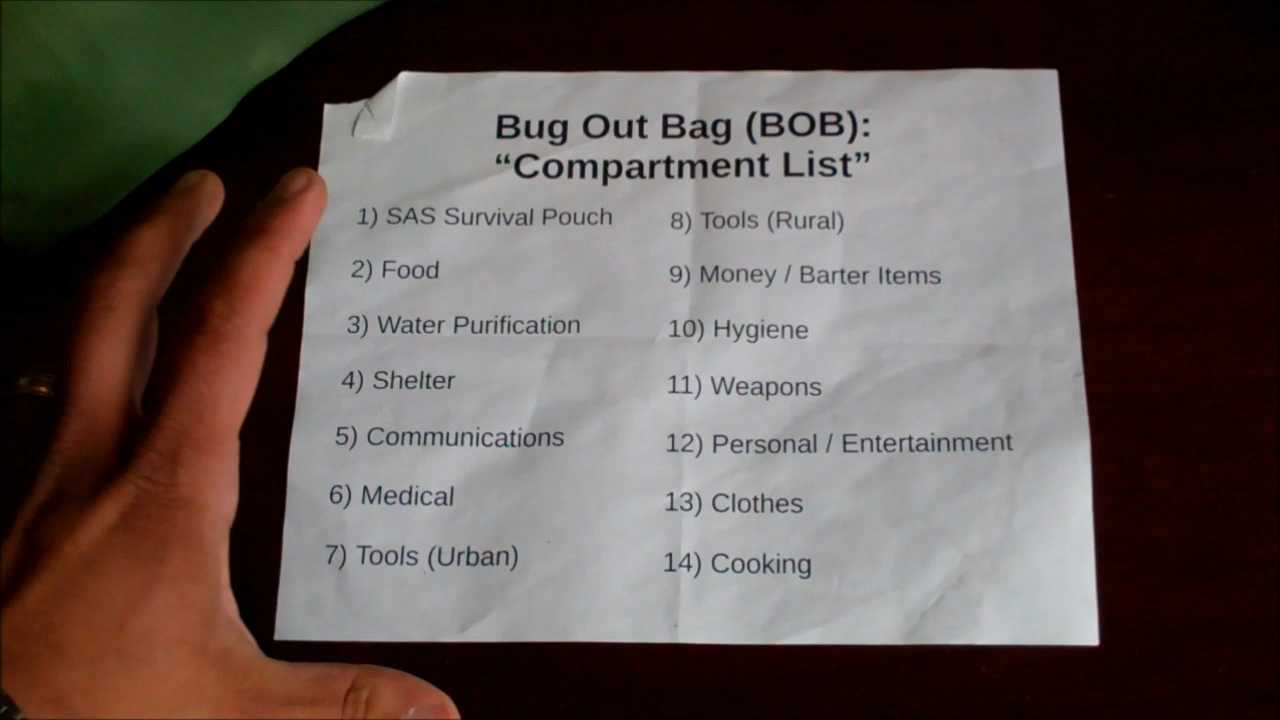 Bug Out Bag (BOB):
“Compartment List”
1) SAS Survival Pouch
2) Food
3) Water Purification
4) Shelter
5) Communications
6) Medical
7) Tools (Urban)
8) Tools (Rural)
9) Money / Barter Items
10) Hygiene
11) Weapons
12) Personal / Entertainment
13) Clothes
14) Cooking